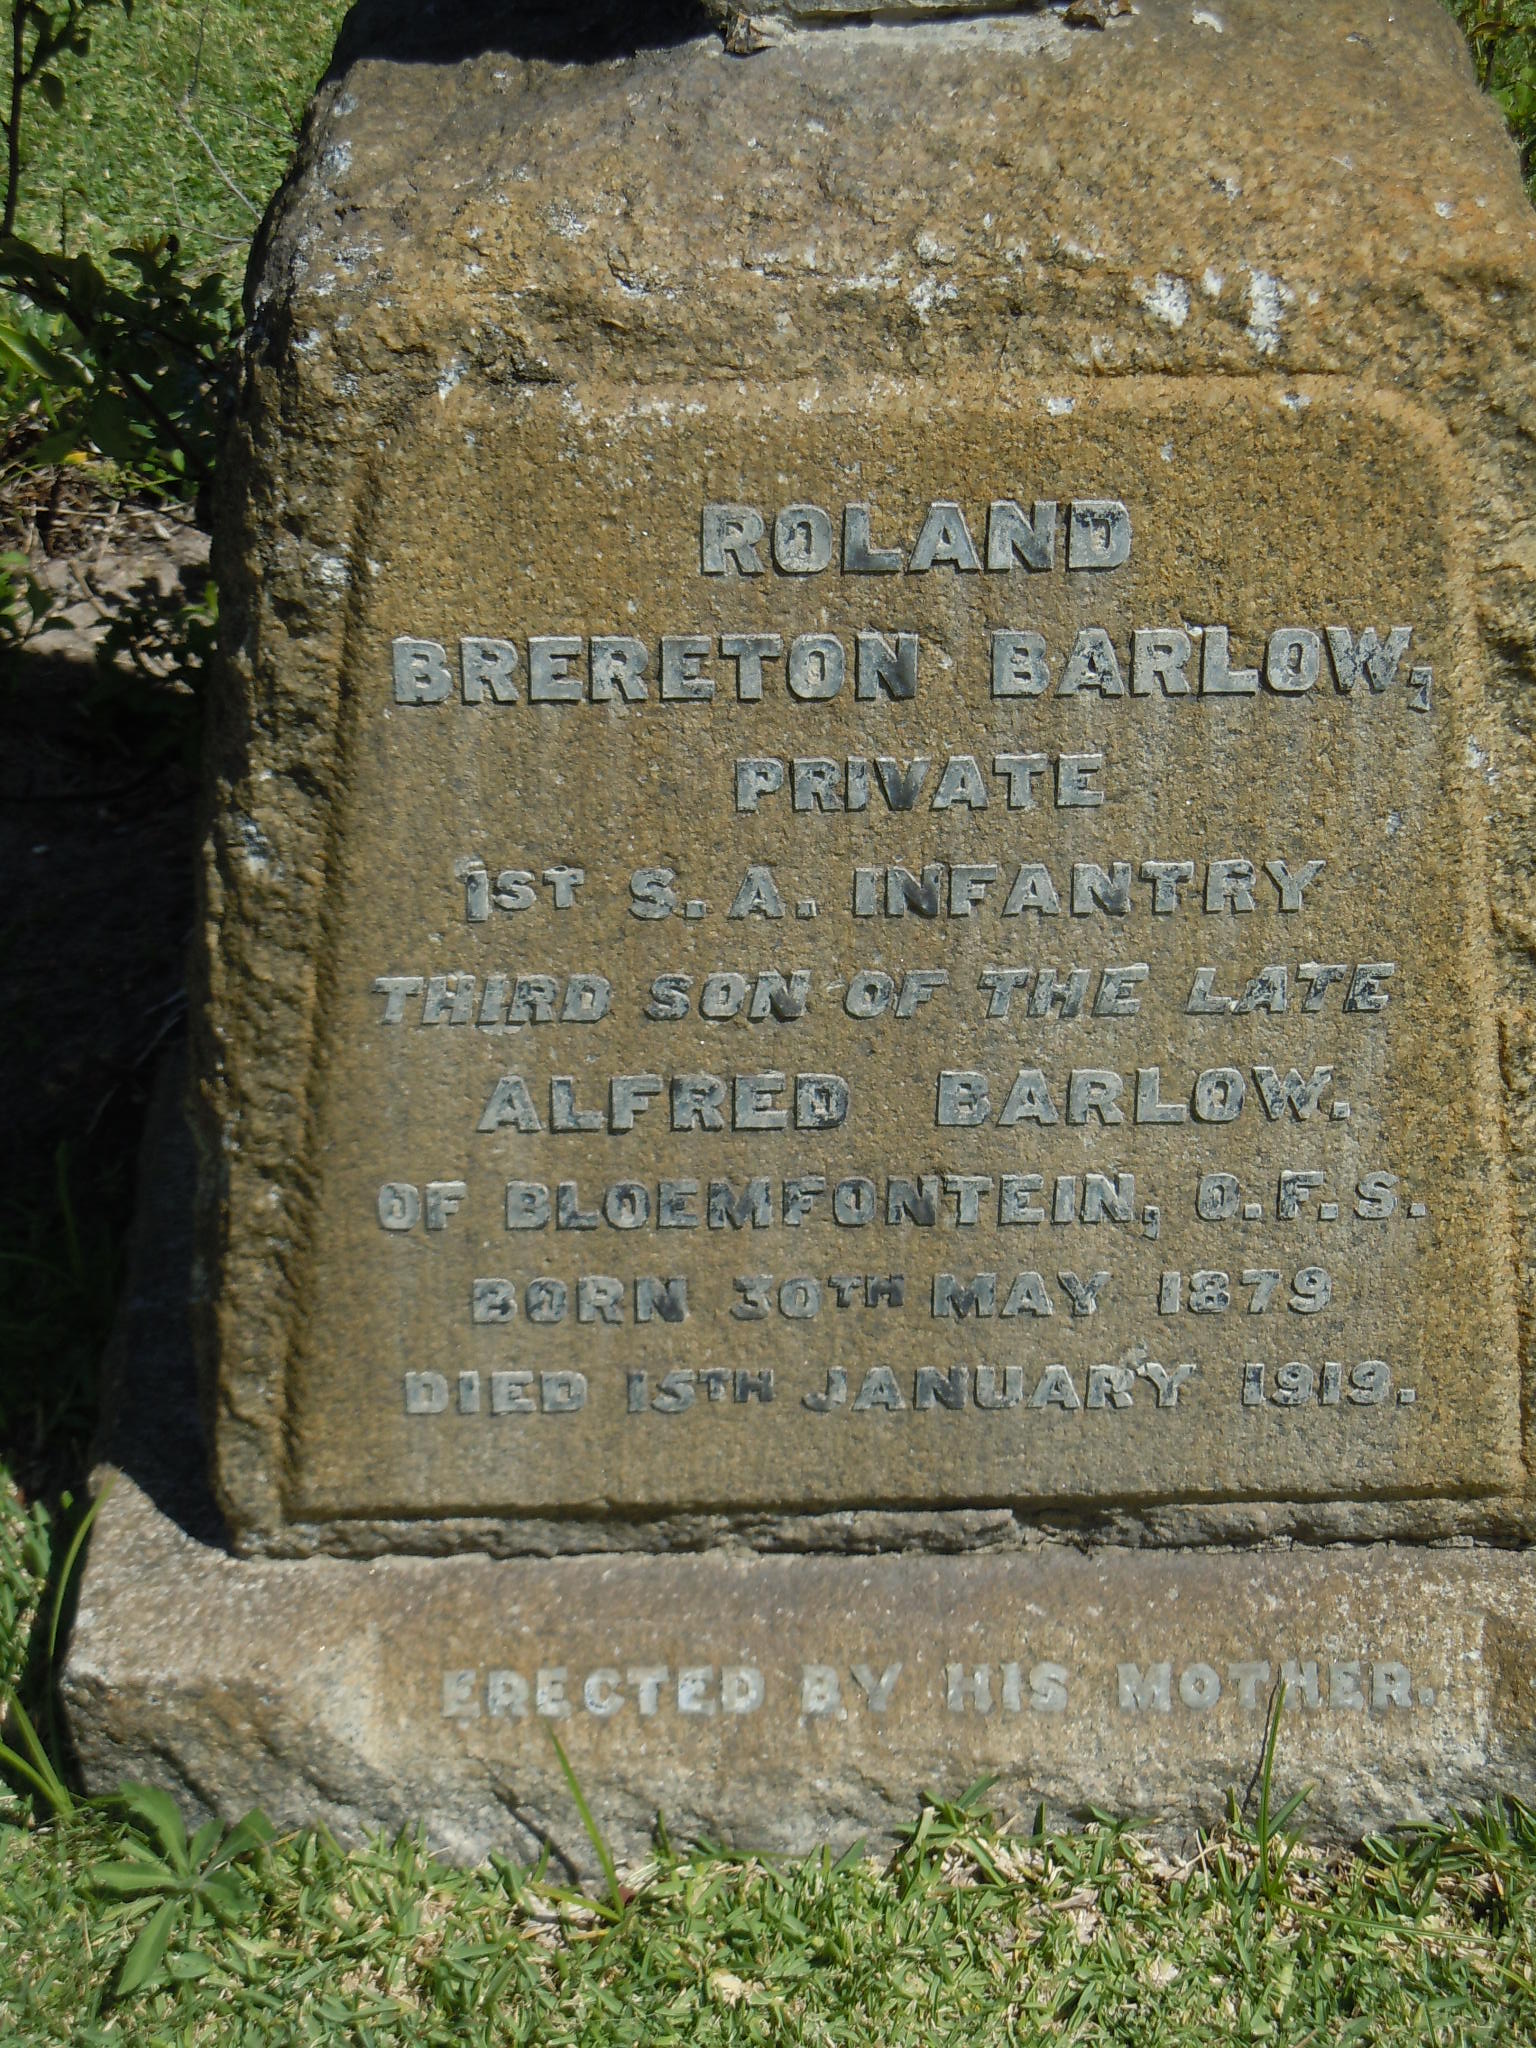 ROLAND
BRERETON BARLOW,
PRIVATE
1ST S.A. INFANTRY
THIRD SON OF THE LATE
ALFRED BARLOW.
OF BLOEMFONTEIN, O.F.S.
BORN 30TH MAY 1879
DIED 15TH JANUARY 1919.
ERECTED BY HIS MOTHER.